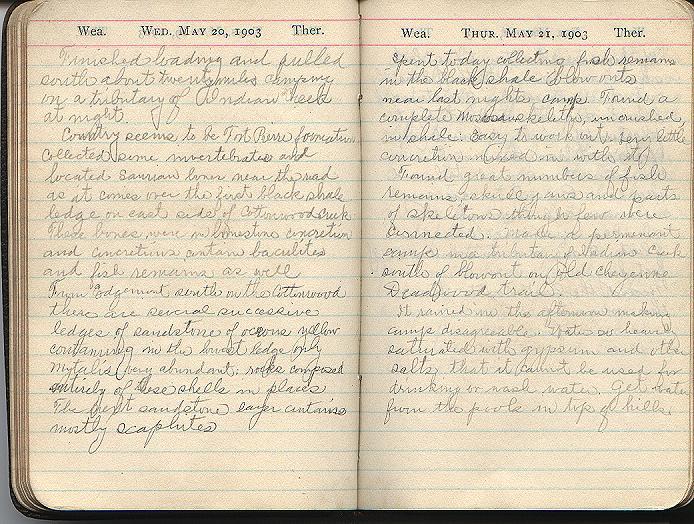 Wea. WED. MAY 20, 1903 Ther.
Finished loading and pulled
south about twenty miles camping
on a tributary of Indian Creek
at night.
Country seems to be Fort Pierre formation
collected some invertebrates and
located Saurian bones near the road
as it comes over the first black shale
ledge on east side of Cottonwood Creek
These bones were in limestone concretion
and concretions contain baculites
and fish remains as well
From Edgemont south on the Cottonwood
there are several successive
ledges of sandstone of ocrous yellow
containing in the lowest ledge only
Mytalis (very abundant; rocks composed
entirely of these shells in places
The next sandstone layer contains
mostly scaphites
Wea. THUR. MAY 21, 1903 Ther.
Spent today collecting fish remains
in the black shale blowouts
near last nights camp Found a
complete Mosasaur skeleton, uncrushed
in shale. Easy to work out. Very little
concretion mixed in with it.
Found great numbers of fish
remains, skulls jaws and parts
of skeletons though few were
connected. Made a permanent
camp on a tributary of Indian Creek
south of blowout on old Cheyenne
Deadwood trail.
It rained in the afternoon making
camp disagreeable. Water so heavily
saturated with gypsum and other
salts that it cannot be used for
drinking or wash water. Get water
from the pools on top of hills.